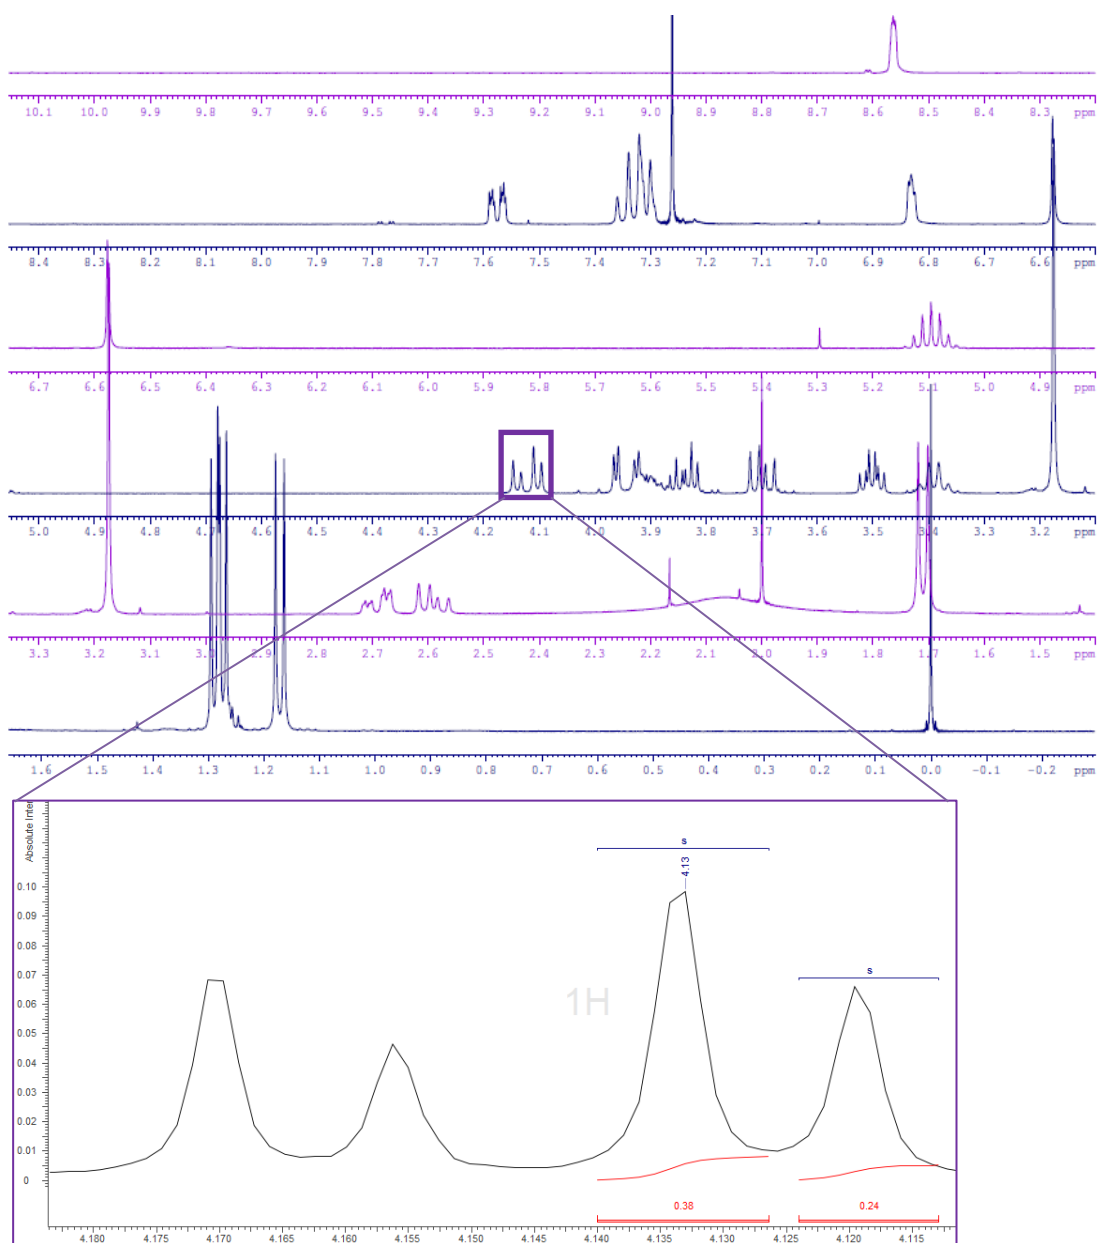 10.1 10.0 9.9 9.8 9.7 9.6 9.5 9.4 9.3 9.2 9.1 9.0 8.9 8.8 8.7 8.6 8.5 8.4 8.3 ppm
8.4 8.3 8.2 8.1 8.0 7.9 7.8 7.7 7.6 7.5 7.4 7.3 7.2 7.1 7.0 6.9 6.8 6.7 6.6 ppm
6.7 6.6 6.5 6.4 6.3 6.2 6.1 6.0 5.9 5.8 5.7 5.6 5.5 5.4 5.3 5.2 5.1 5.0 4.9 ppm
5.0 4.9 4.8 4.7 4.6 4.5 4.4 4.3 4.2 4.1 4.0 3.9 3.8 3.7 3.6 3.5 3.4 3.3 3.2 ppm
3.3 3.2 3.1 3.0 2.9 2.8 2.7 2.6 2.5 2.4 2.3 2.2 2.1 2.0 1.9 1.8 1.7 1.6 1.5 ppm
1.6 1.5 1.4 1.3 1.2 1.1 1.0 0.9 0.8 0.7 0.6 0.5 0.4 0.3 0.2 0.1 0.0 -0.1 -0.2 ppm
Absolute Inter
s
4.13
0.10
0.09
0.08
s
0.07
1H
0.06
0.05
0.04
0.03
0.02
0.01
0
0.38 0.24
4.180 4.175 4.170 4.165 4.160 4.155 4.150 4.145 4.140 4.135 4.130 4.125 4.120 4.115